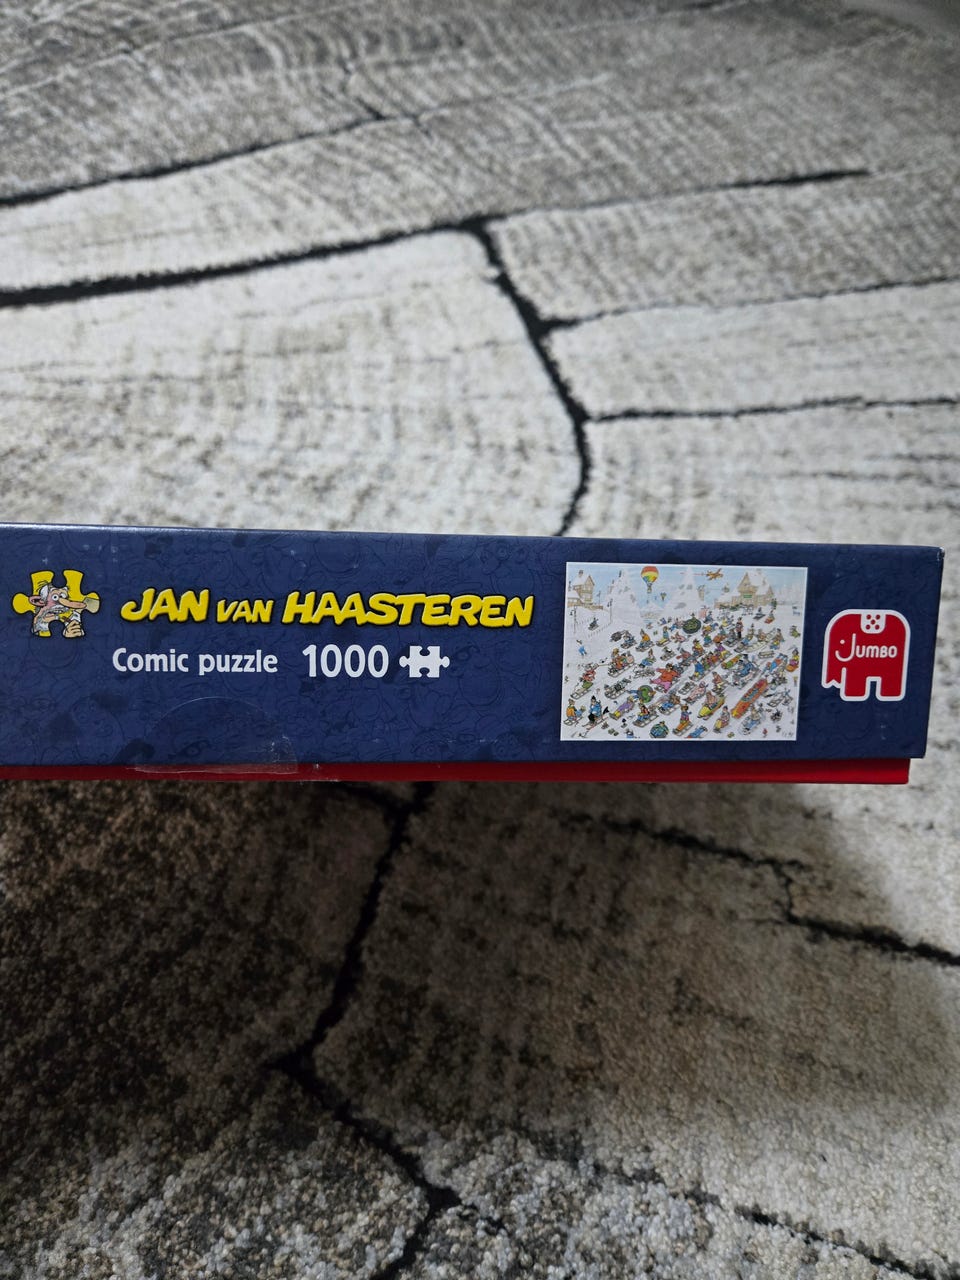 JAN VAN HAASTEREN
Comic puzzle 1000
JUMBO